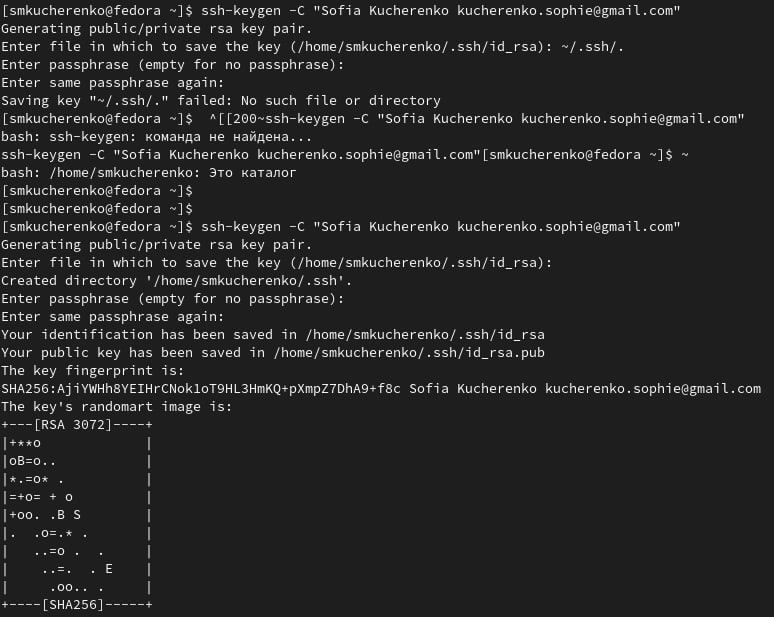 [smkucherenko@fedora ~]$ ssh-keygen -C "Sofia Kucherenko kucherenko.sophie@gmail.com"
Generating public/private rsa key pair.
Enter file in which to save the key (/home/smkucherenko/.ssh/id_rsa): ~/.ssh/.
Enter passphrase (empty for no passphrase):
Enter same passphrase again:
Saving key "~/.ssh/." failed: No such file or directory
[smkucherenko@fedora ~]$  ^[[200~ssh-keygen -C "Sofia Kucherenko kucherenko.sophie@gmail.com"
bash: ssh-keygen: команда не найдена...
ssh-keygen -C "Sofia Kucherenko kucherenko.sophie@gmail.com"[smkucherenko@fedora ~]$ ~
bash: /home/smkucherenko: Это каталог
[smkucherenko@fedora ~]$
[smkucherenko@fedora ~]$
[smkucherenko@fedora ~]$ ssh-keygen -C "Sofia Kucherenko kucherenko.sophie@gmail.com"
Generating public/private rsa key pair.
Enter file in which to save the key (/home/smkucherenko/.ssh/id_rsa):
Created directory '/home/smkucherenko/.ssh'.
Enter passphrase (empty for no passphrase):
Enter same passphrase again:
Your identification has been saved in /home/smkucherenko/.ssh/id_rsa
Your public key has been saved in /home/smkucherenko/.ssh/id_rsa.pub
The key fingerprint is:
SHA256:AjiYWHh8YEIHrCNok1oT9HL3HmKQ+pXmpZ7DhA9+f8c Sofia Kucherenko kucherenko.sophie@gmail.com
The key's randomart image is:
+---[RSA 3072]----+
|+**o             |
|oB=o..           |
|*.=o* .          |
|=+o= + o         |
|+oo. .B S        |
|.  .o=.* .       |
|   ..=o .  .     |
|    ..=.  . E    |
|     .oo.. .     |
+----[SHA256]-----+